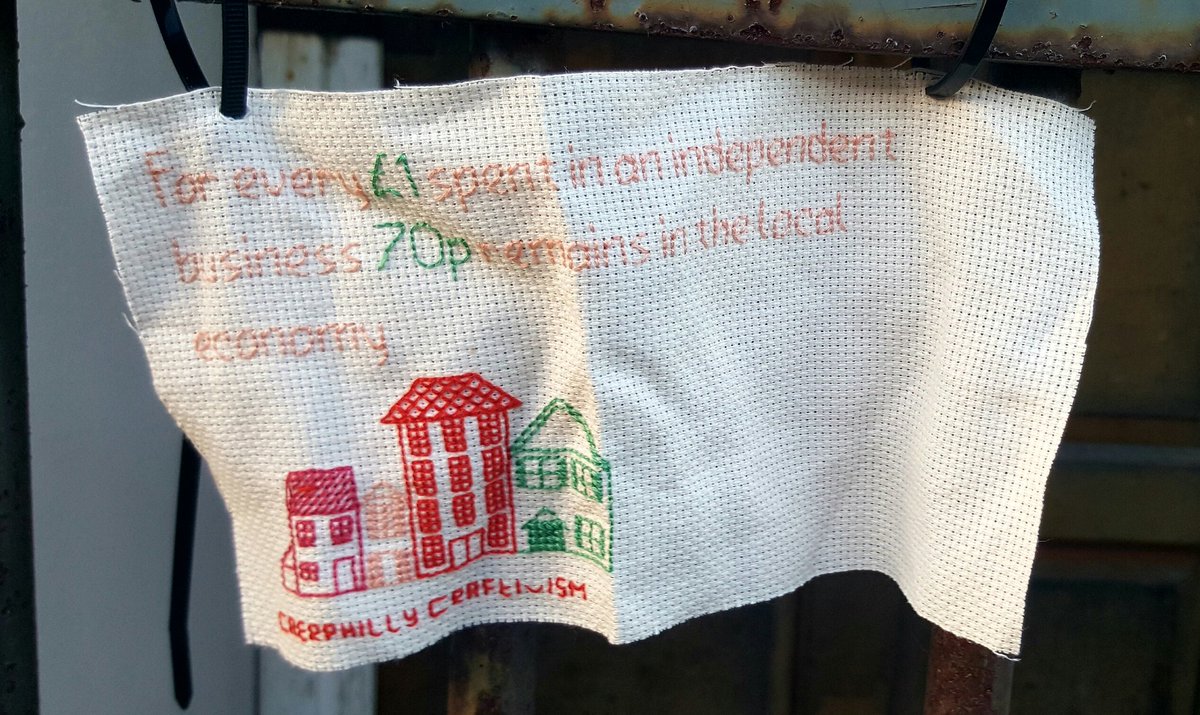 For every £1 spent in an independent
business 70p remains in the local
economy
CAERPHILLY CRAFTIVISM